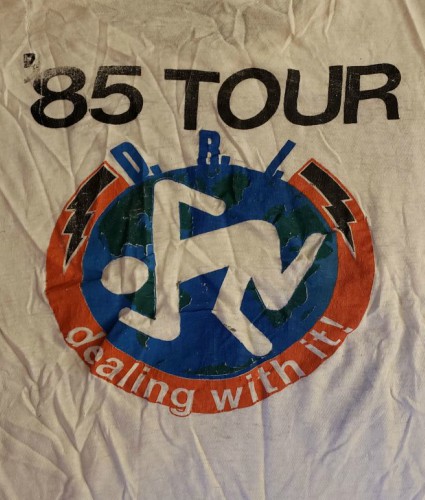 '85 TOUR
D. R. I.
dealing with it!